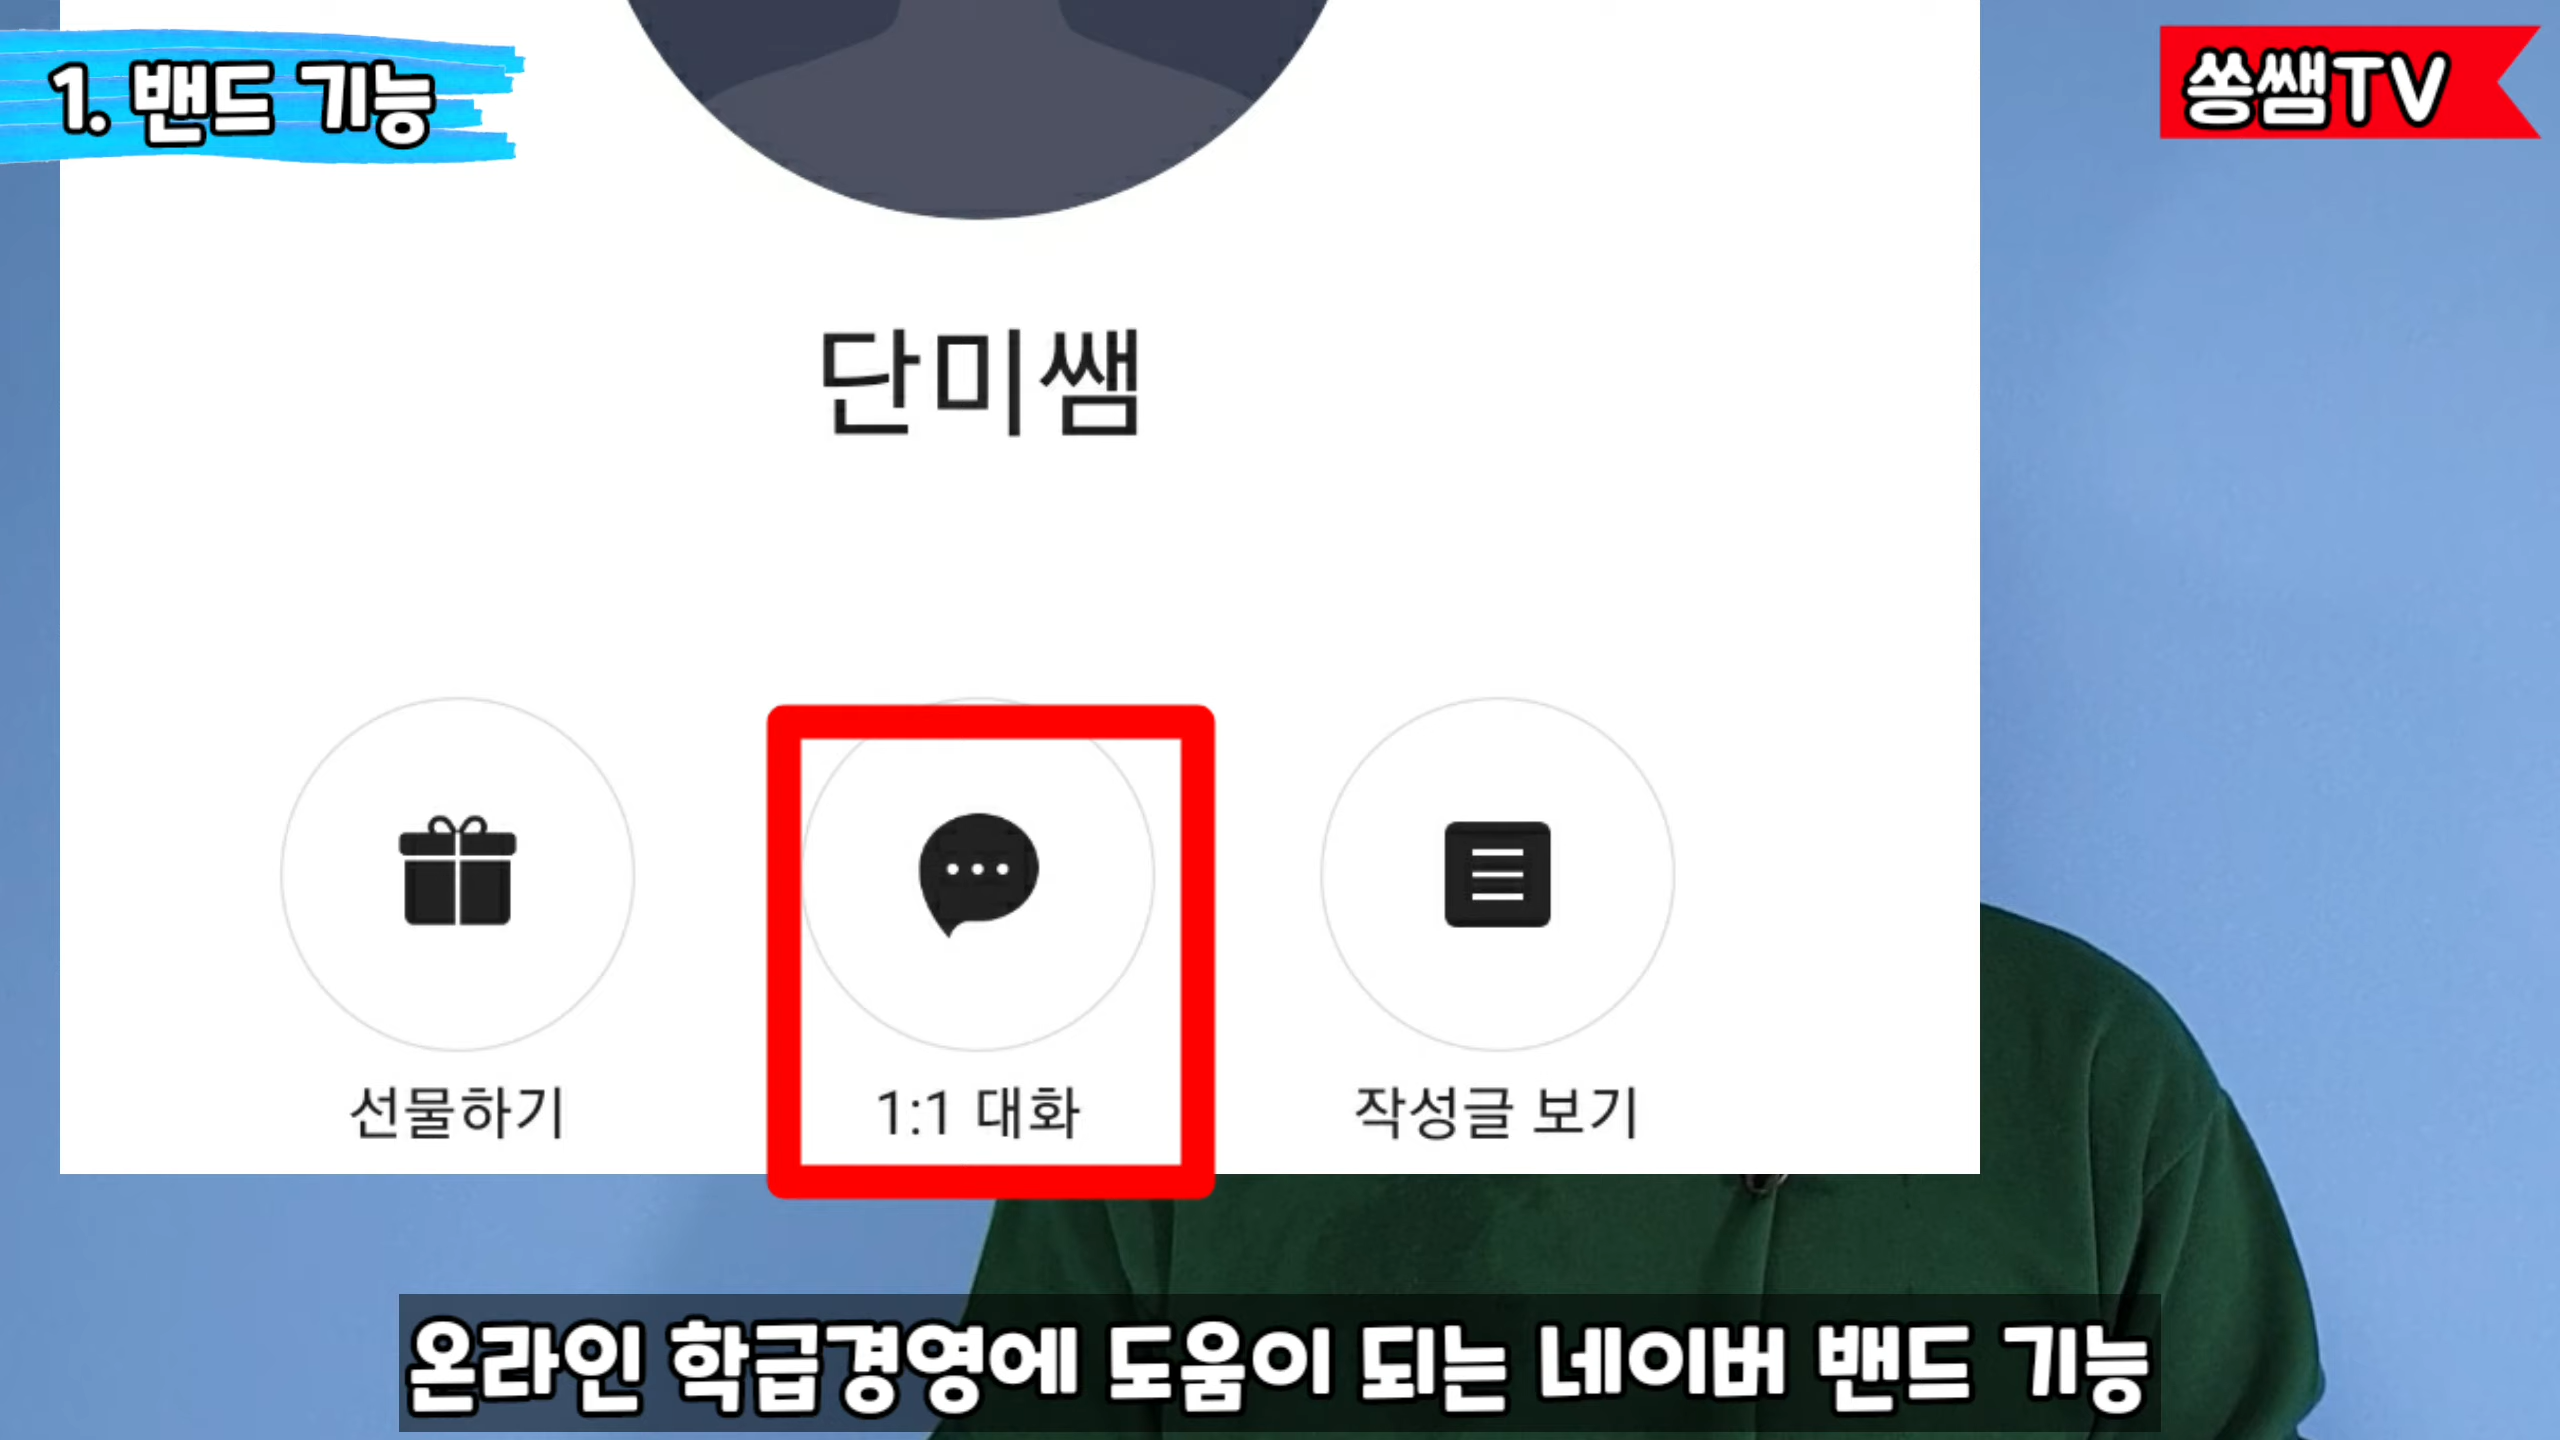 1. 밴드 기능
쏭쌤TV
단미쌤
선물하기
1:1 대화
작성글 보기
온라인 학급경영에 도움이 되는 네이버 밴드 기능